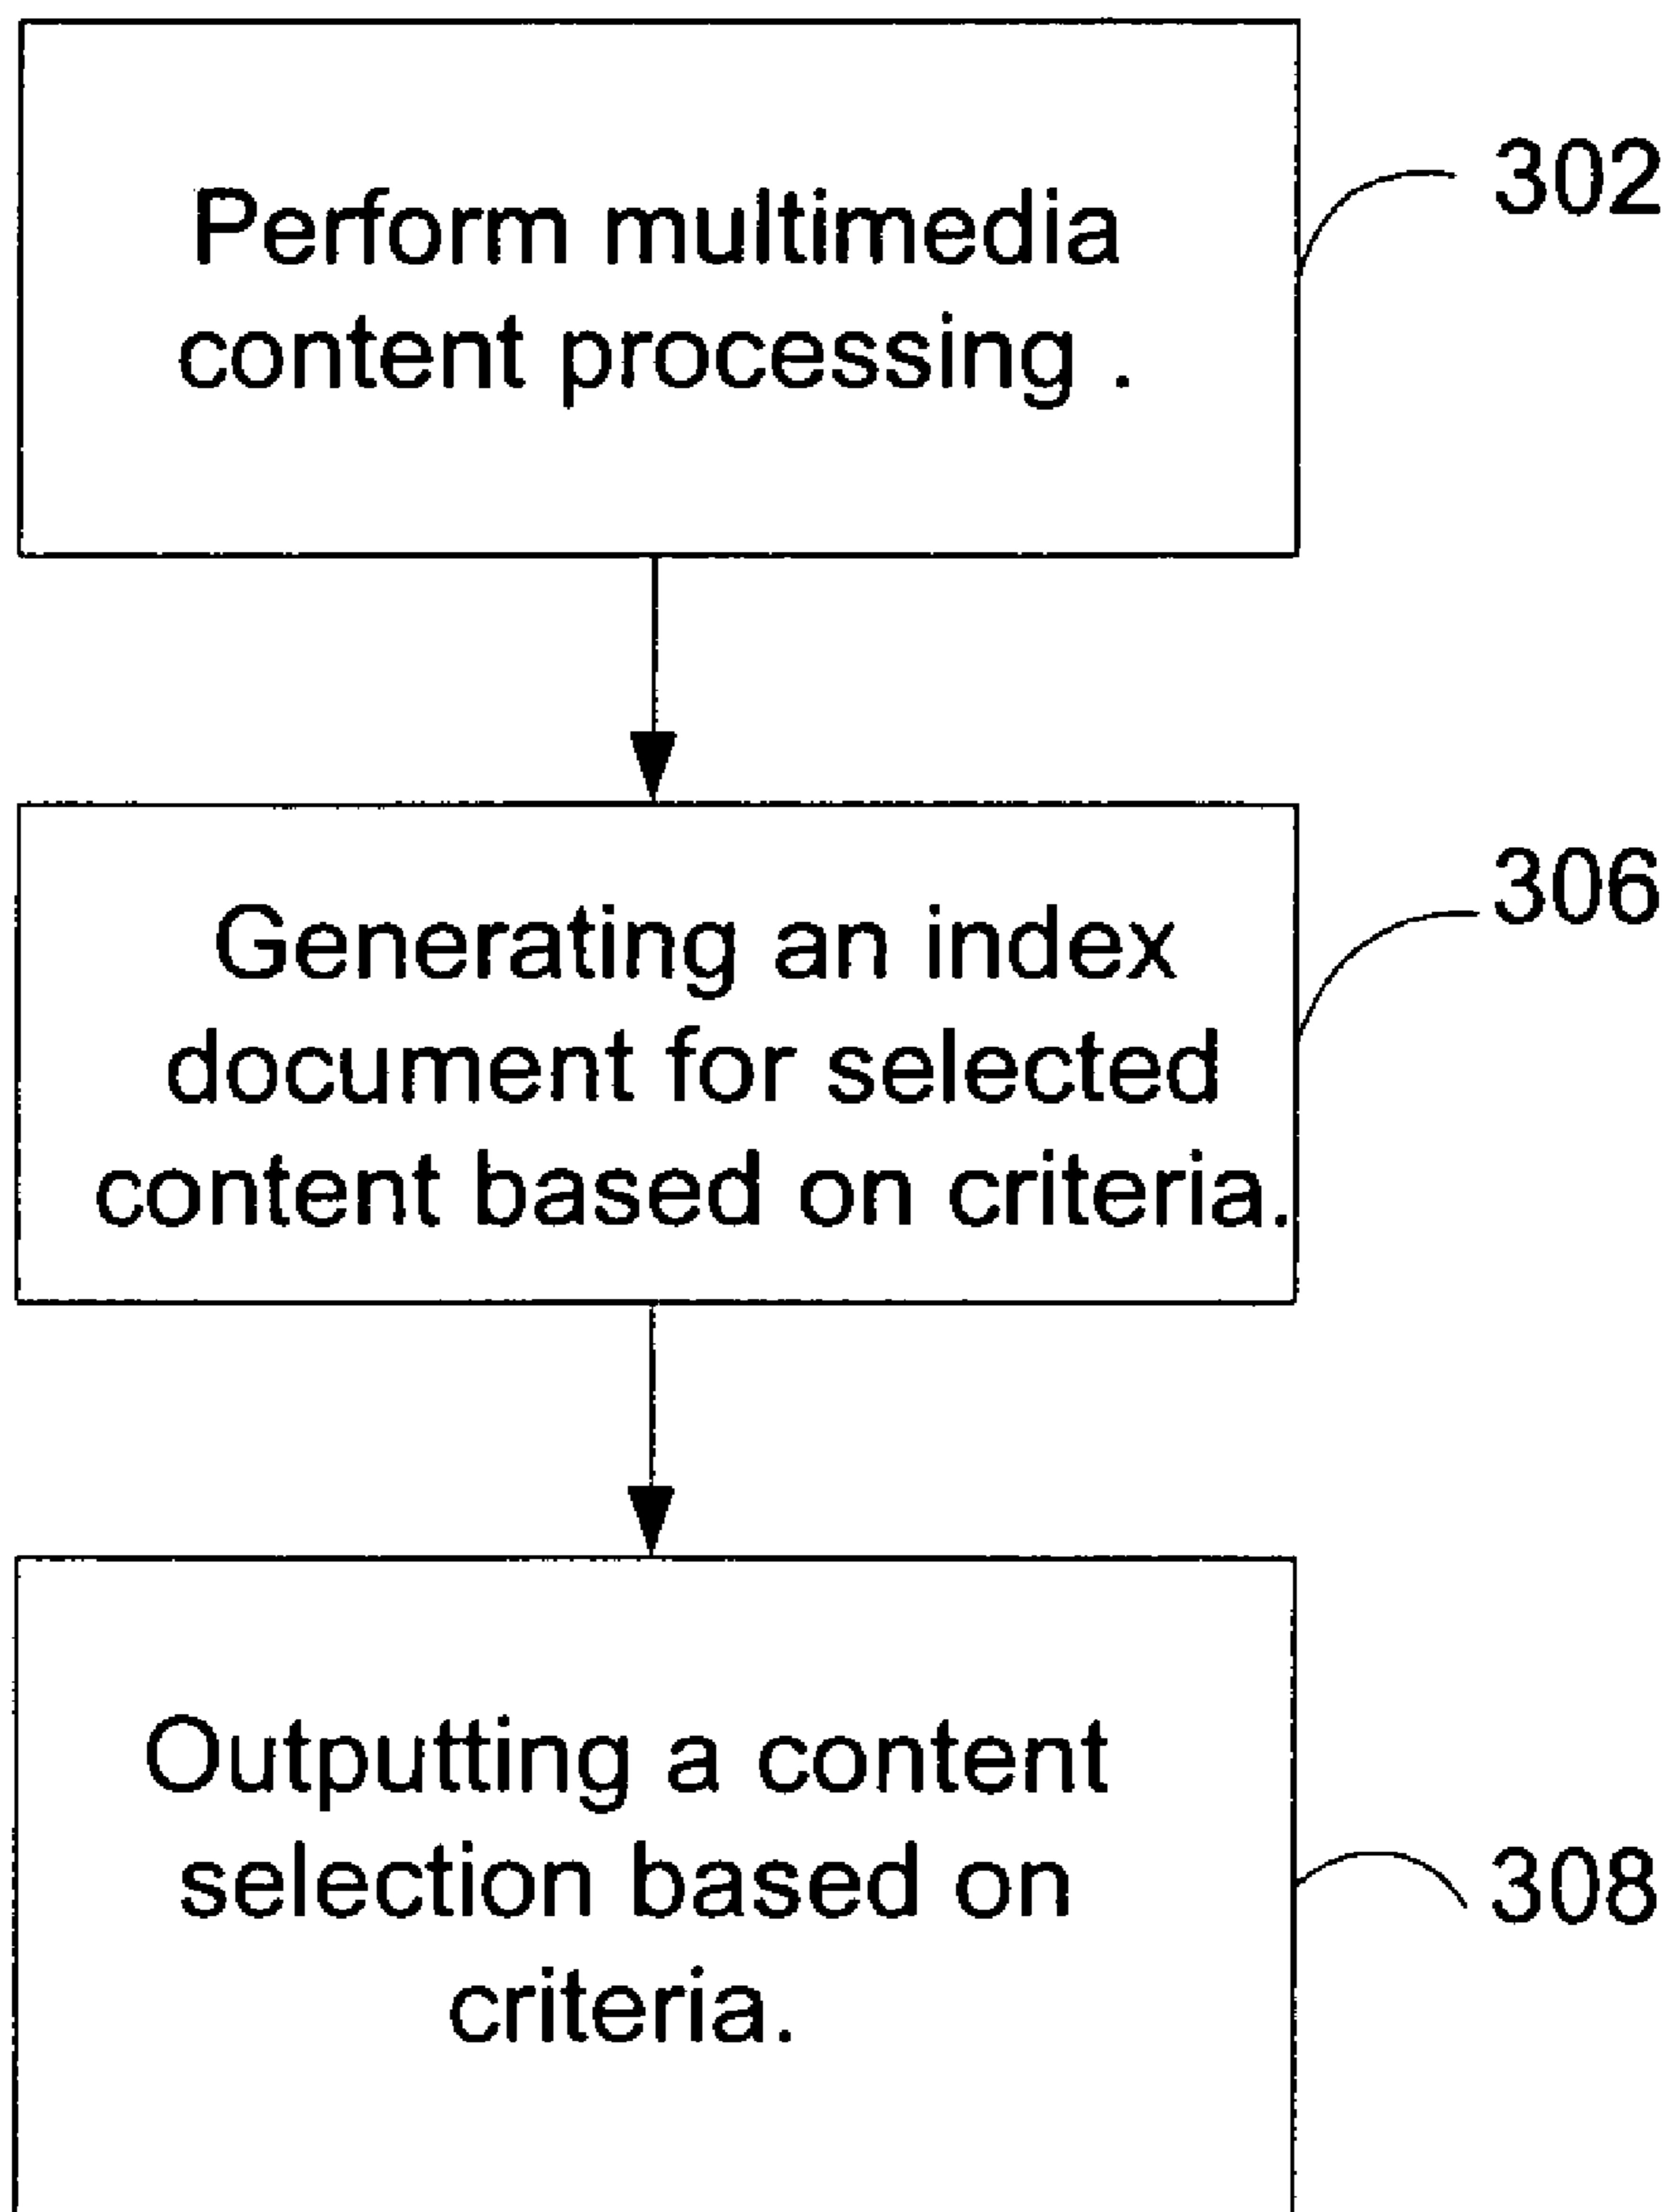 Perform multimedia
content processing .
302
Generating an index
document for selected
content based on criteria.
306
Outputting a content
selection based on
criteria.
308